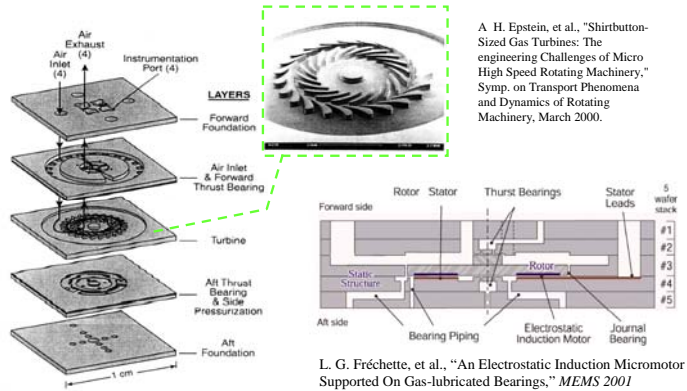 Air
Exhaust
(4)
Air
Inlet
(4)
Instrumentation
Port (4)
LAYERS
Forward
Foundation
Air Inlet
& Forward
Thrust Bearing
Turbine
Aft Thrust
Bearing
& Side
Pressurization
Aft
Foundation
1 cm
A H. Epstein, et al., "Shirtbutton-
Sized Gas Turbines: The
engineering Challenges of Micro
High Speed Rotating Machinery,"
Symp. on Transport Phenomena
and Dynamics of Rotating
Machinery, March 2000.
Rotor Stator Thurst Bearings Stator
Leads
5
wafer
stack
Forward side
#1
#2
#3
#4
#5
Static
Structure
Rotor
Aft side
Bearing Piping
Electrostatic
Induction Motor
Journal
Bearing
L. G. Fréchette, et al., “An Electrostatic Induction Micromotor
Supported On Gas-lubricated Bearings,” MEMS 2001